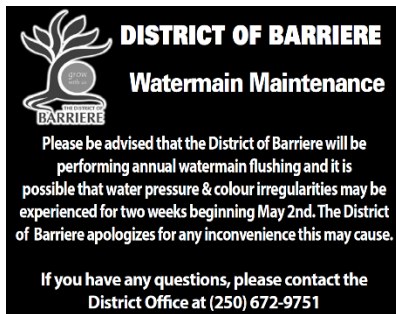 DISTRICT OF BARRIERE
grow
with us
THE DISTRICT OF
BARRIERE
Watermain Maintenance
Please be advised that the District of Barriere will be
performing annual watermain flushing and it is
possible that water pressure & colour irregularities may be
experienced for two weeks beginning May 2nd. The District
of Barriere apologizes for any inconvenience this may cause.
If you have any questions, please contact the
District Office at (250) 672-9751